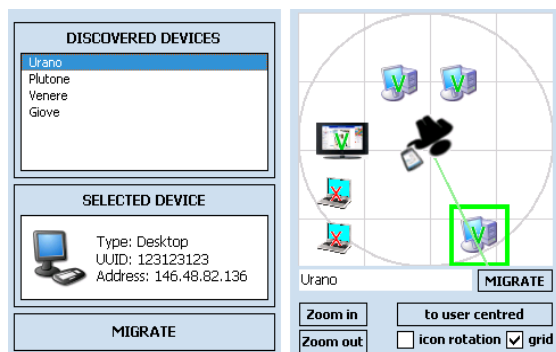 DISCOVERED DEVICES
Urano
Plutone
Venere
Giove
SELECTED DEVICE
Type: Desktop
UUID: 123123123
Address: 146.48.82.136
MIGRATE
V
V
V
X
X
V
Urano
MIGRATE
Zoom in
to user centred
Zoom out
icon rotation
grid